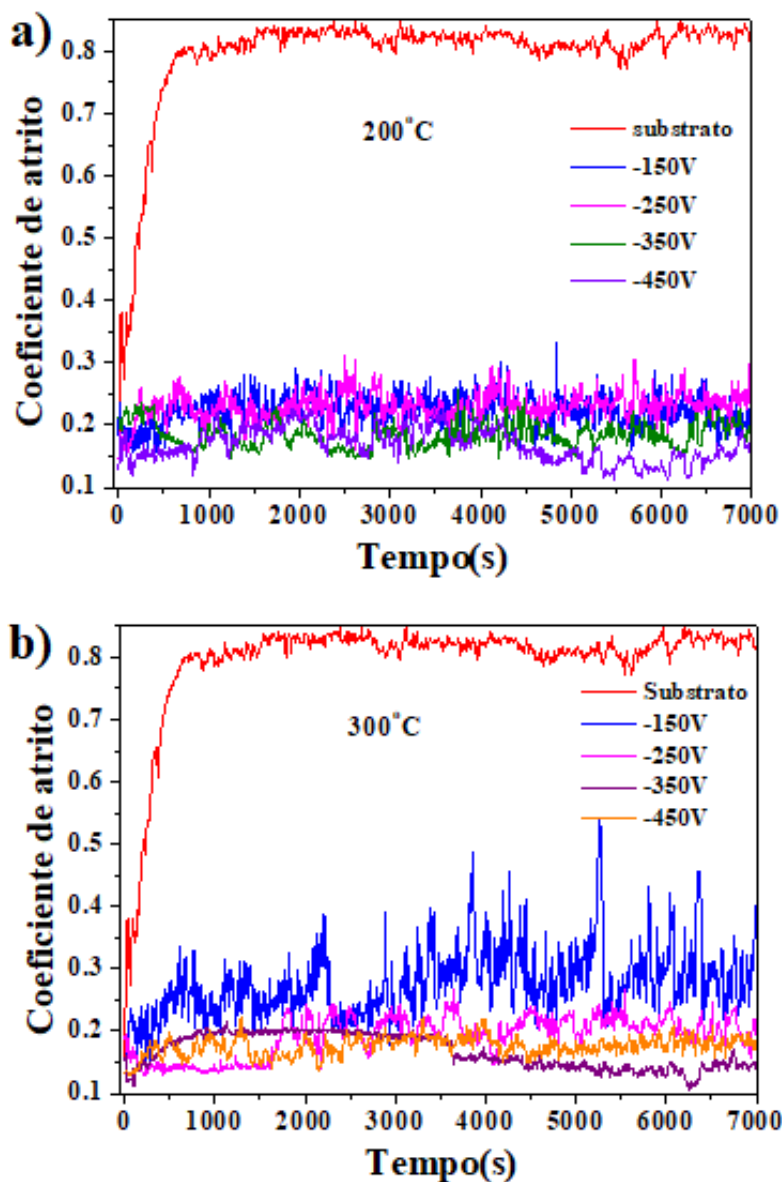 a)
Coeficiente de atrito
0.8
0.7
0.6
0.5
0.4
0.3
0.2
0.1
200°C
substrato
-150V
-250V
-350V
-450V
0 1000 2000 3000 4000 5000 6000 7000
Tempo(s)
b)
Coeficiente de atrito
0.8
0.7
0.6
0.5
0.4
0.3
0.2
0.1
300°C
Substrato
-150V
-250V
-350V
-450V
0 1000 2000 3000 4000 5000 6000 7000
Tempo(s)